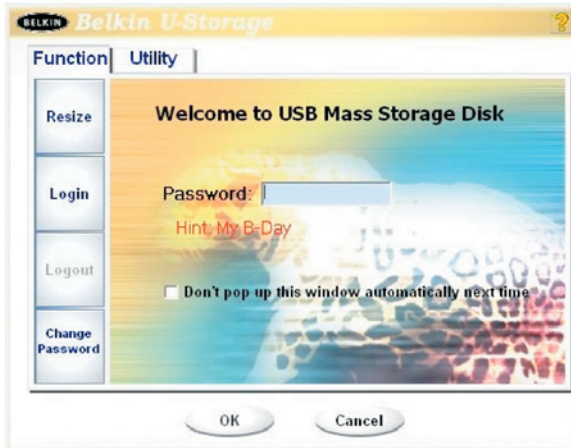 BELKIN Belkin U-Storage ?
Function Utility
Resize
Welcome to USB Mass Storage Disk
Login
Password:
Hint: My B-Day
Logout
Don't pop up this window automatically next time
Change
Password
OK Cancel